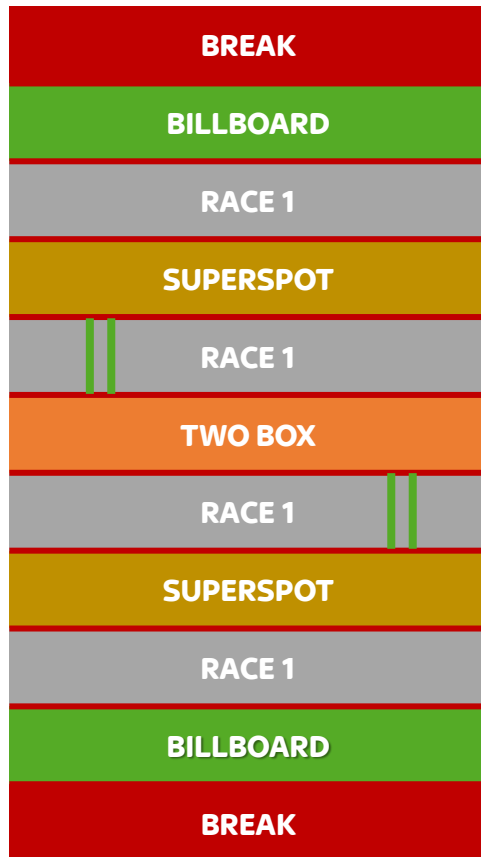 BREAK
BILLBOARD
RACE 1
SUPERSPOT
RACE 1
TWO BOX
RACE 1
SUPERSPOT
RACE 1
BILLBOARD
BREAK